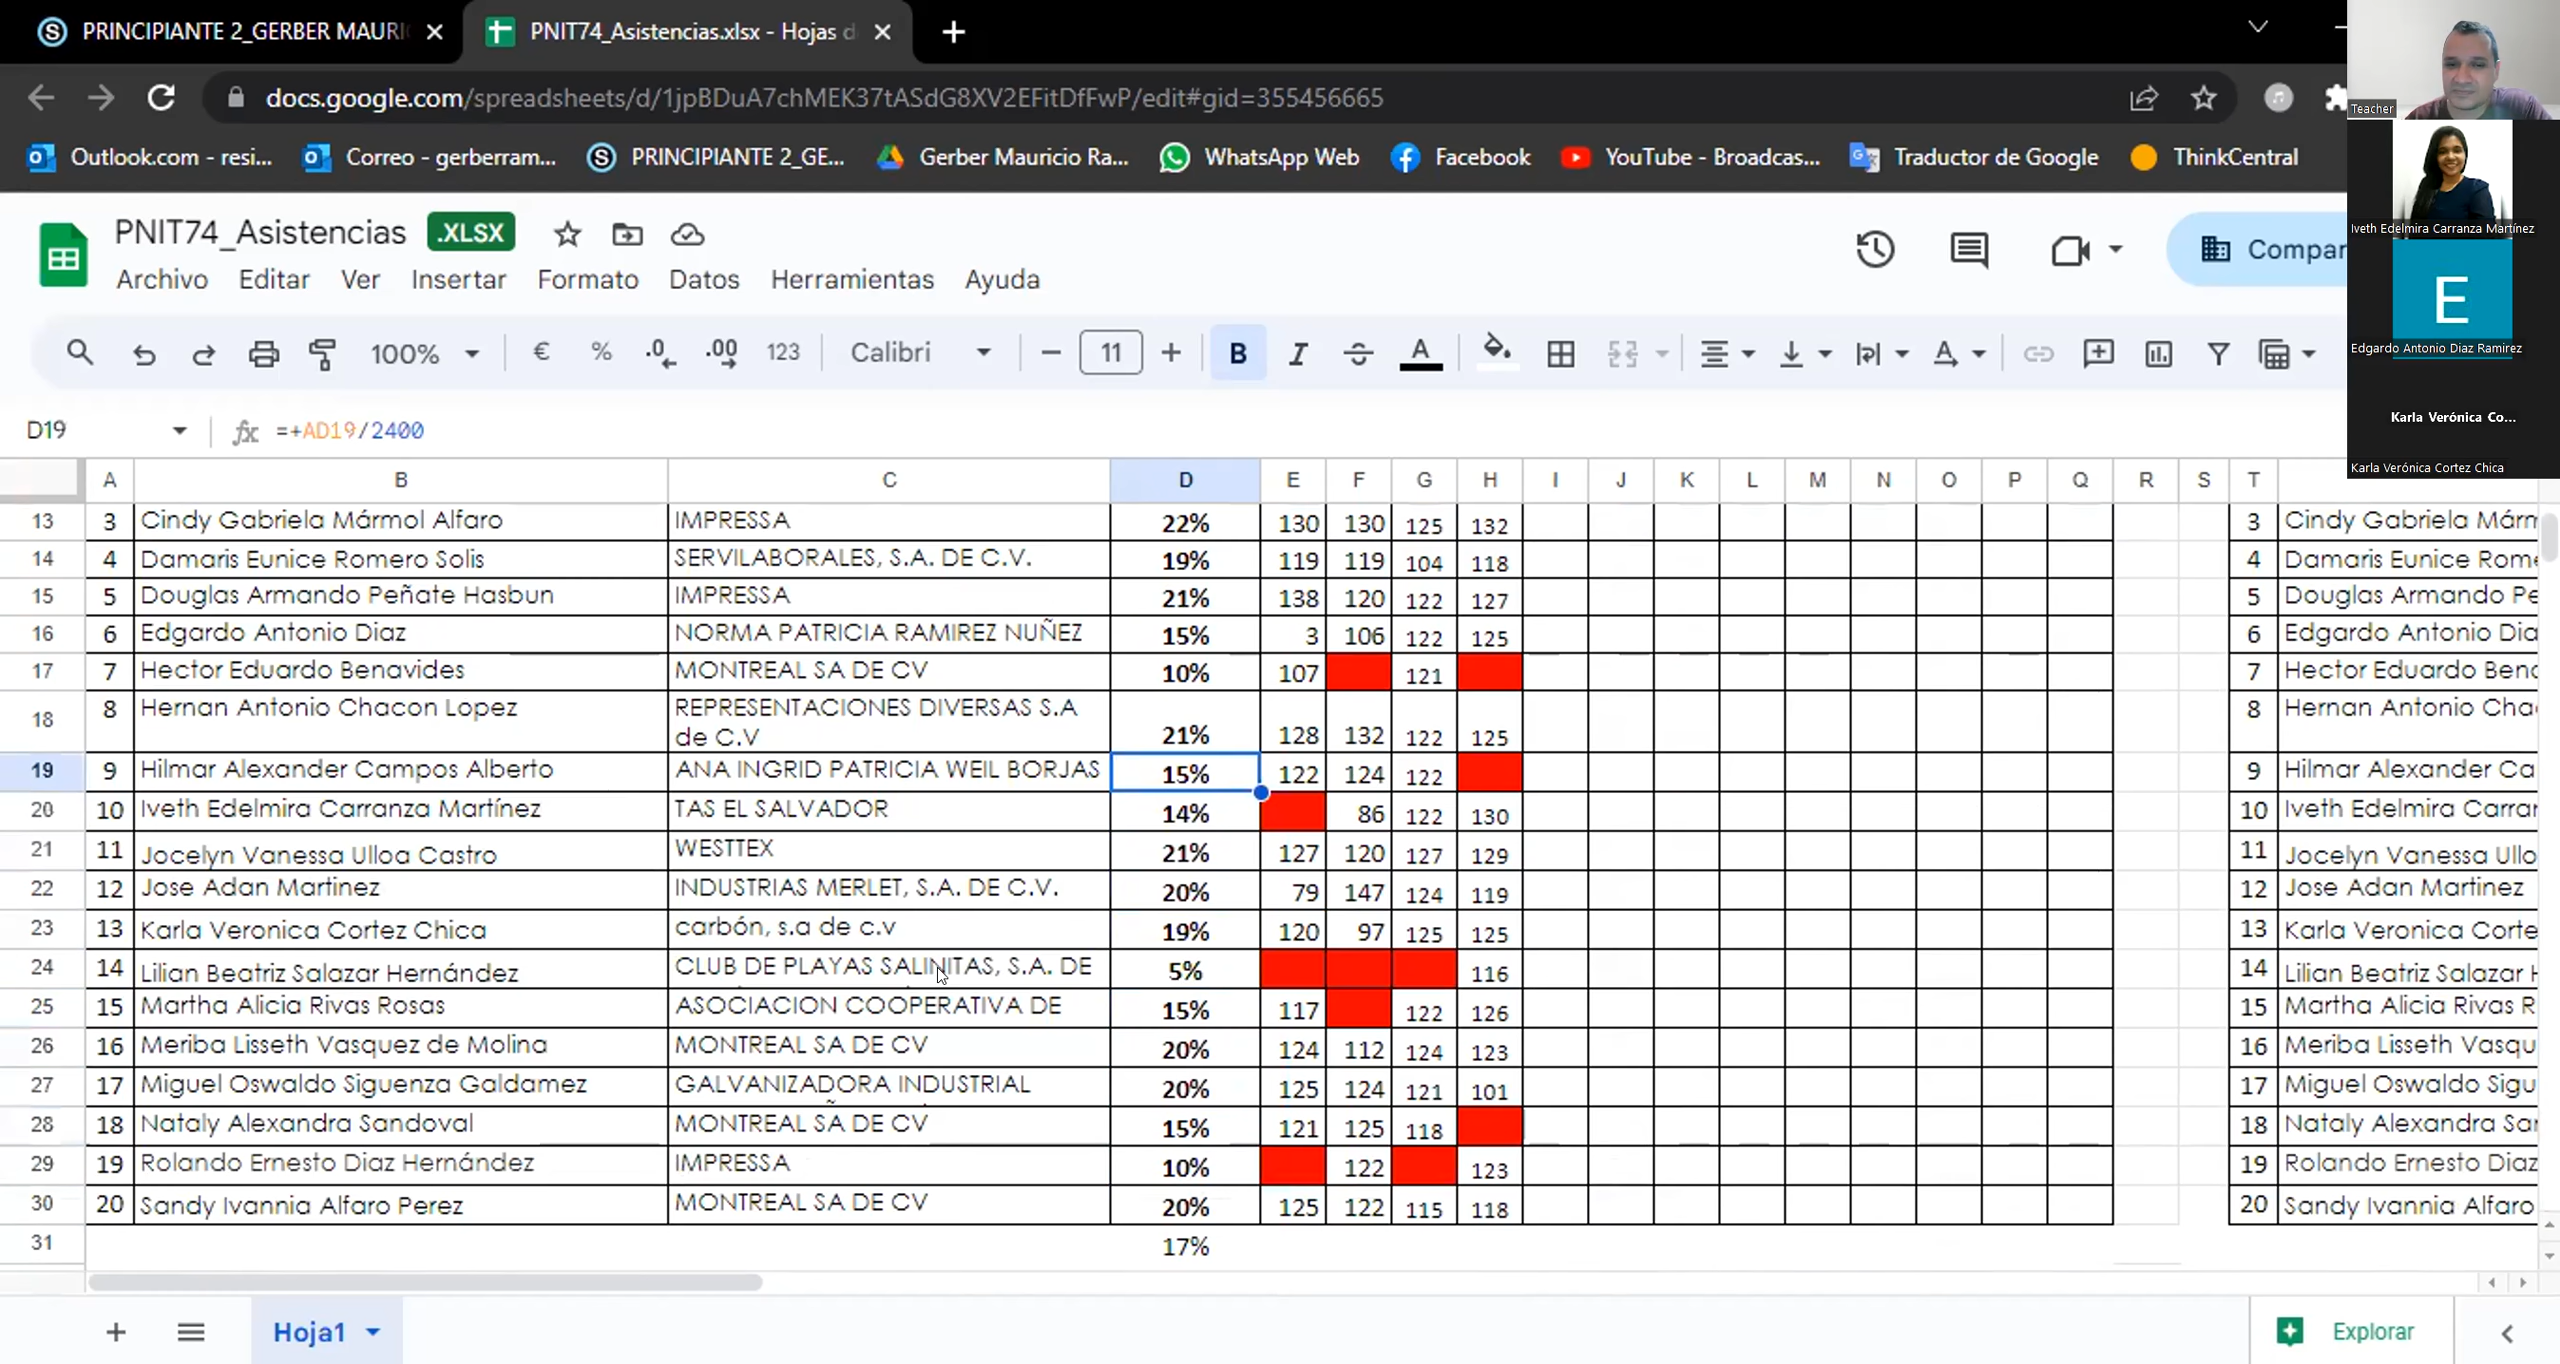 PRINCIPIANTE 2_GERBER MAURI
PNIT74_Asistencias.xlsx - Hojas d
docs.google.com/spreadsheets/d/1jpBDuA7chMEK37tASdG8XV2EFitDfFwP/edit#gid=355456665
Outlook.com - resi... Correo - gerberram... PRINCIPIANTE 2_GE... Gerber Mauricio Ra... WhatsApp Web Facebook YouTube - Broadcas... Traductor de Google ThinkCentral
Teacher
Iveth Edelmira Carranza Martínez
E
Edgardo Antonio Diaz Ramirez
Karla Verónica Co...
Karla Verónica Cortez Chica
PNIT74_Asistencias .XLSX
Archivo Editar Ver Insertar Formato Datos Herramientas Ayuda
Compar
100% € % .0 .00 123 Calibri 11 B I S A
D19 fx =+AD19/2400
A B C D E F G H I J K L M N O P Q R S T
13 3 Cindy Gabriela Mármol Alfaro IMPRESSA 22% 130 130 125 132 3 Cindy Gabriela Márm
14 4 Damaris Eunice Romero Solis SERVILABORALES, S.A. DE C.V. 19% 119 119 104 118 4 Damaris Eunice Rome
15 5 Douglas Armando Peñate Hasbun IMPRESSA 21% 138 120 122 127 5 Douglas Armando Pe
16 6 Edgardo Antonio Diaz NORMA PATRICIA RAMIREZ NUÑEZ 15% 3 106 122 125 6 Edgardo Antonio Dia
17 7 Hector Eduardo Benavides MONTREAL SA DE CV 10% 107 121 7 Hector Eduardo Bena
18 8 Hernan Antonio Chacon Lopez REPRESENTACIONES DIVERSAS S.A de C.V 21% 128 132 122 125 8 Hernan Antonio Cha
19 9 Hilmar Alexander Campos Alberto ANA INGRID PATRICIA WEIL BORJAS 15% 122 124 122 9 Hilmar Alexander Ca
20 10 Iveth Edelmira Carranza Martínez TAS EL SALVADOR 14% 86 122 130 10 Iveth Edelmira Carrar
21 11 Jocelyn Vanessa Ulloa Castro WESTTEX 21% 127 120 127 129 11 Jocelyn Vanessa Ullo
22 12 Jose Adan Martinez INDUSTRIAS MERLET, S.A. DE C.V. 20% 79 147 124 119 12 Jose Adan Martinez
23 13 Karla Veronica Cortez Chica carbón, s.a de c.v 19% 120 97 125 125 13 Karla Veronica Corte
24 14 Lilian Beatriz Salazar Hernández CLUB DE PLAYAS SALINITAS, S.A. DE 5% 116 14 Lilian Beatriz Salazar H
25 15 Martha Alicia Rivas Rosas ASOCIACION COOPERATIVA DE 15% 117 122 126 15 Martha Alicia Rivas R
26 16 Meriba Lisseth Vasquez de Molina MONTREAL SA DE CV 20% 124 112 124 123 16 Meriba Lisseth Vasqu
27 17 Miguel Oswaldo Siguenza Galdamez GALVANIZADORA INDUSTRIAL 20% 125 124 121 101 17 Miguel Oswaldo Sigu
28 18 Nataly Alexandra Sandoval MONTREAL SA DE CV 15% 121 125 118 18 Nataly Alexandra Sar
29 19 Rolando Ernesto Diaz Hernández IMPRESSA 10% 122 123 19 Rolando Ernesto Diaz
30 20 Sandy Ivannia Alfaro Perez MONTREAL SA DE CV 20% 125 122 115 118 20 Sandy Ivannia Alfaro
31 17%
Hoja1
Explorar